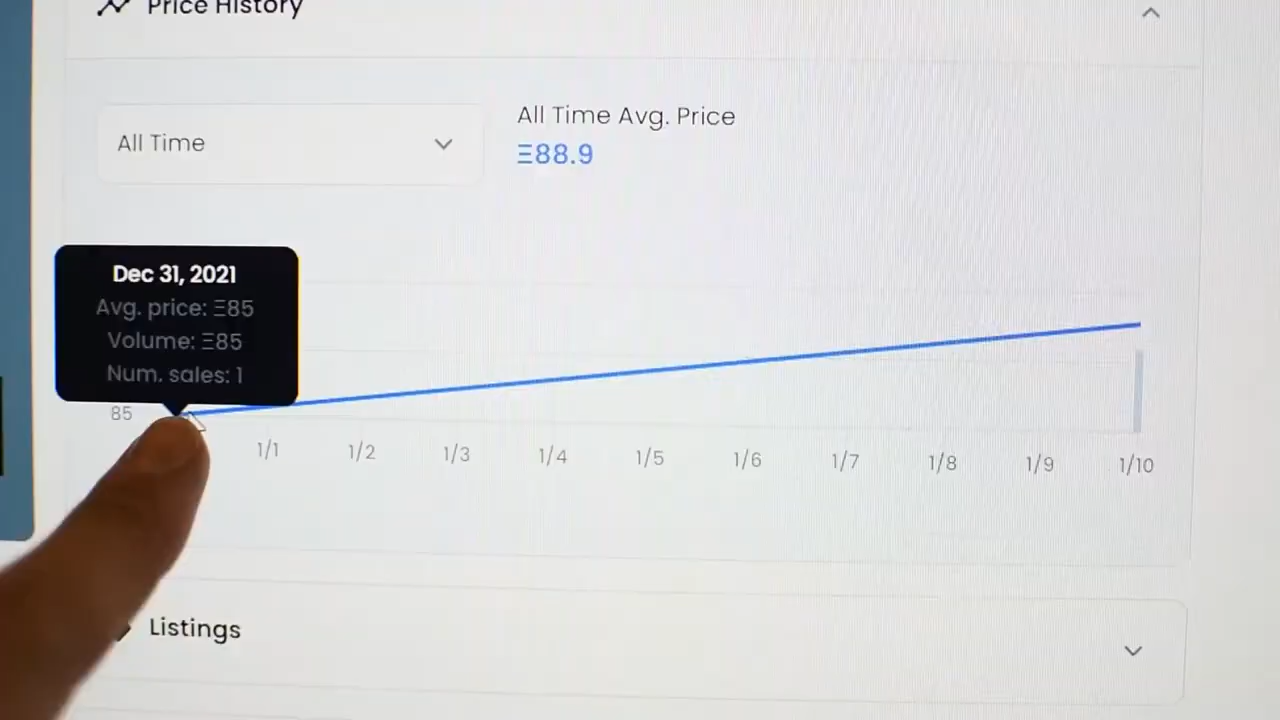 Price History
All Time
All Time Avg. Price
Ξ88.9
Dec 31, 2021
Avg. price: Ξ85
Volume: Ξ85
Num. sales: 1
85
1/1 1/2 1/3 1/4 1/5 1/6 1/7 1/8 1/9 1/10
Listings